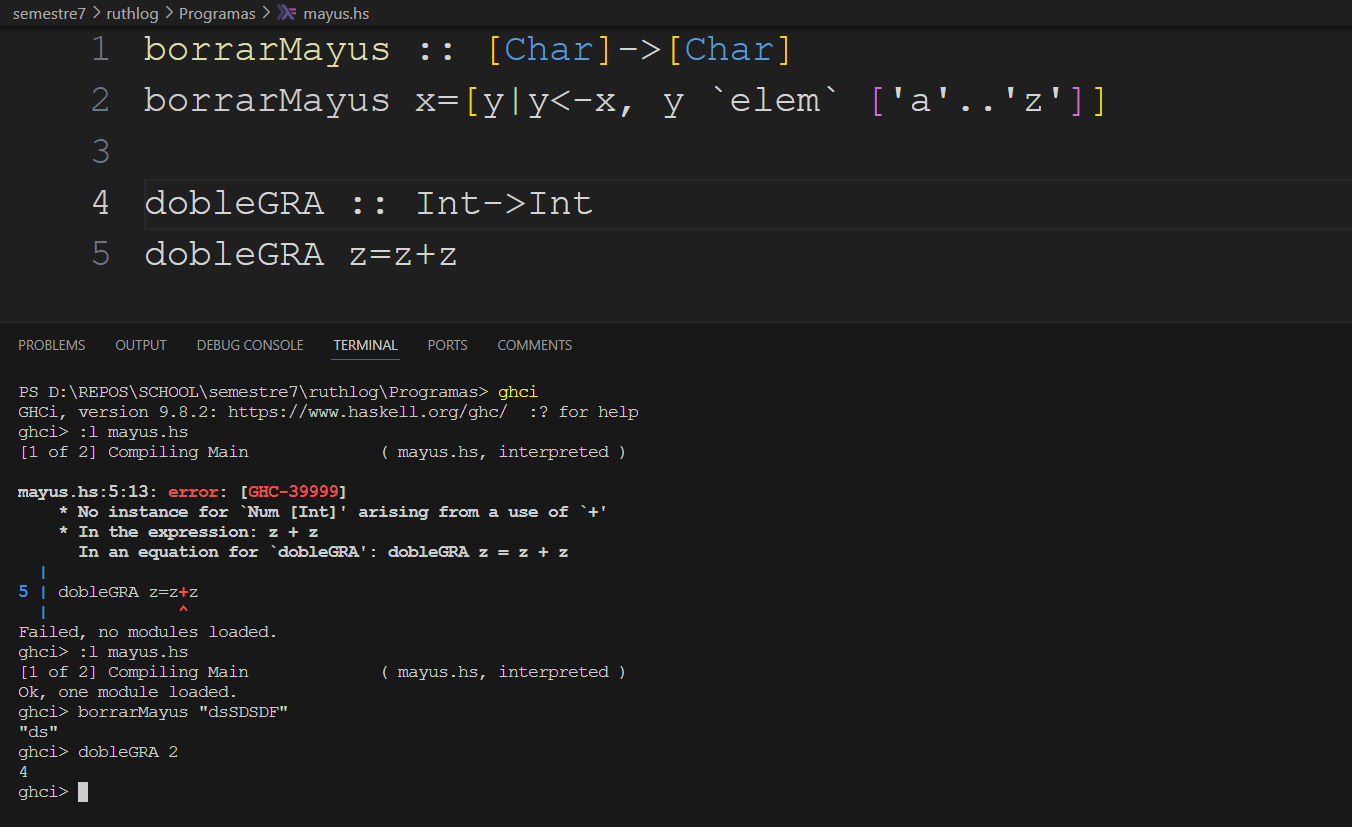 semestre7 > ruthlog > Programas > mayus.hs
1 borrarMayus :: [Char]->[Char]
2 borrarMayus x=[y|y<-x, y `elem` ['a'..'z']]
3
4 dobleGRA :: Int->Int
5 dobleGRA z=z+z
PROBLEMS OUTPUT DEBUG CONSOLE TERMINAL PORTS COMMENTS
PS D:\REPOS\SCHOOL\semestre7\ruthlog\Programas> ghci
GHCi, version 9.8.2: https://www.haskell.org/ghc/  :? for help
ghci> :l mayus.hs
[1 of 2] Compiling Main             ( mayus.hs, interpreted )
mayus.hs:5:13: error: [GHC-39999]
    * No instance for `Num [Int]' arising from a use of `+'
    * In the expression: z + z
      In an equation for `dobleGRA': dobleGRA z = z + z
  |
5 | dobleGRA z=z+z
  |             ^
Failed, no modules loaded.
ghci> :l mayus.hs
[1 of 2] Compiling Main             ( mayus.hs, interpreted )
Ok, one module loaded.
ghci> borrarMayus "dsSDSDF"
"ds"
ghci> dobleGRA 2
4
ghci>